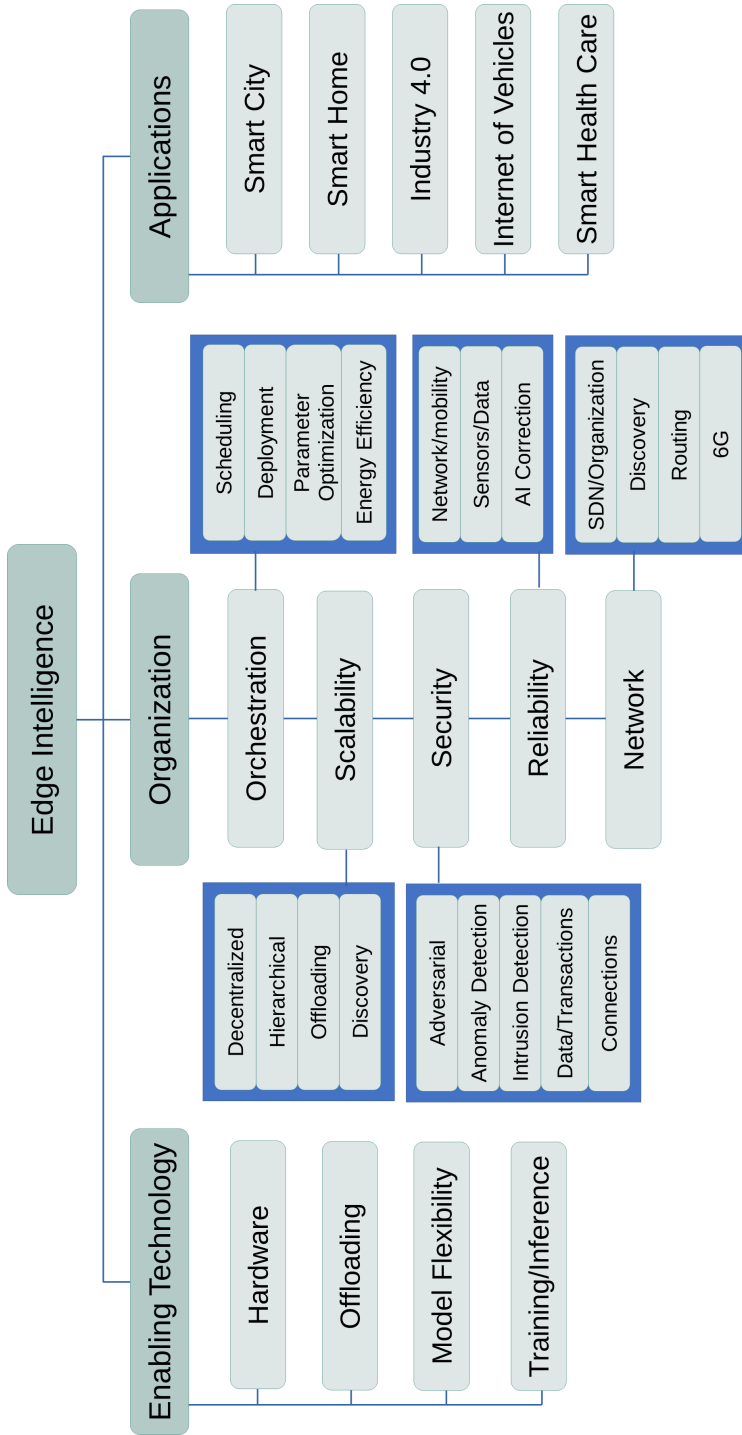 Edge Intelligence
Enabling Technology
Hardware
Offloading
Model Flexibility
Training/Inference
Organization
Orchestration
Scheduling
Deployment
Parameter
Optimization
Energy Efficiency
Scalability
Decentralized
Hierarchical
Offloading
Discovery
Security
Adversarial
Anomaly Detection
Intrusion Detection
Data/Transactions
Connections
Reliability
Network/mobility
Sensors/Data
AI Correction
Network
SDN/Organization
Discovery
Routing
6G
Applications
Smart City
Smart Home
Industry 4.0
Internet of Vehicles
Smart Health Care